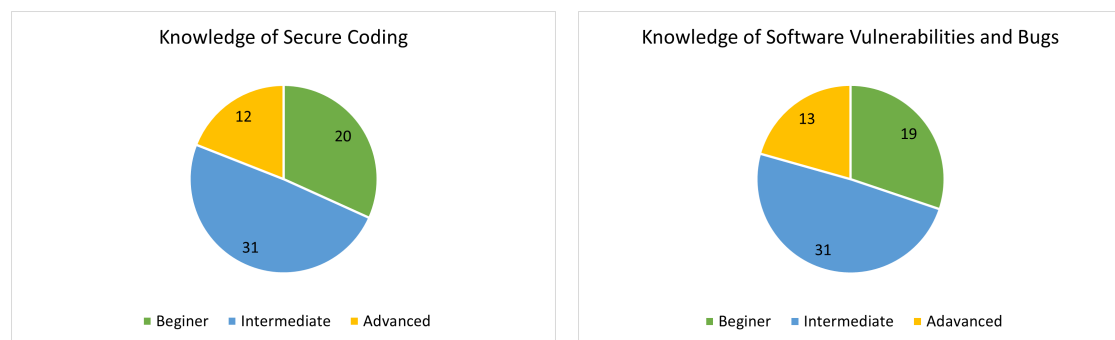 Knowledge of Secure Coding
12
20
31
Beginer Intermediate Advanced
Knowledge of Software Vulnerabilities and Bugs
13
19
31
Beginer Intermediate Adavanced